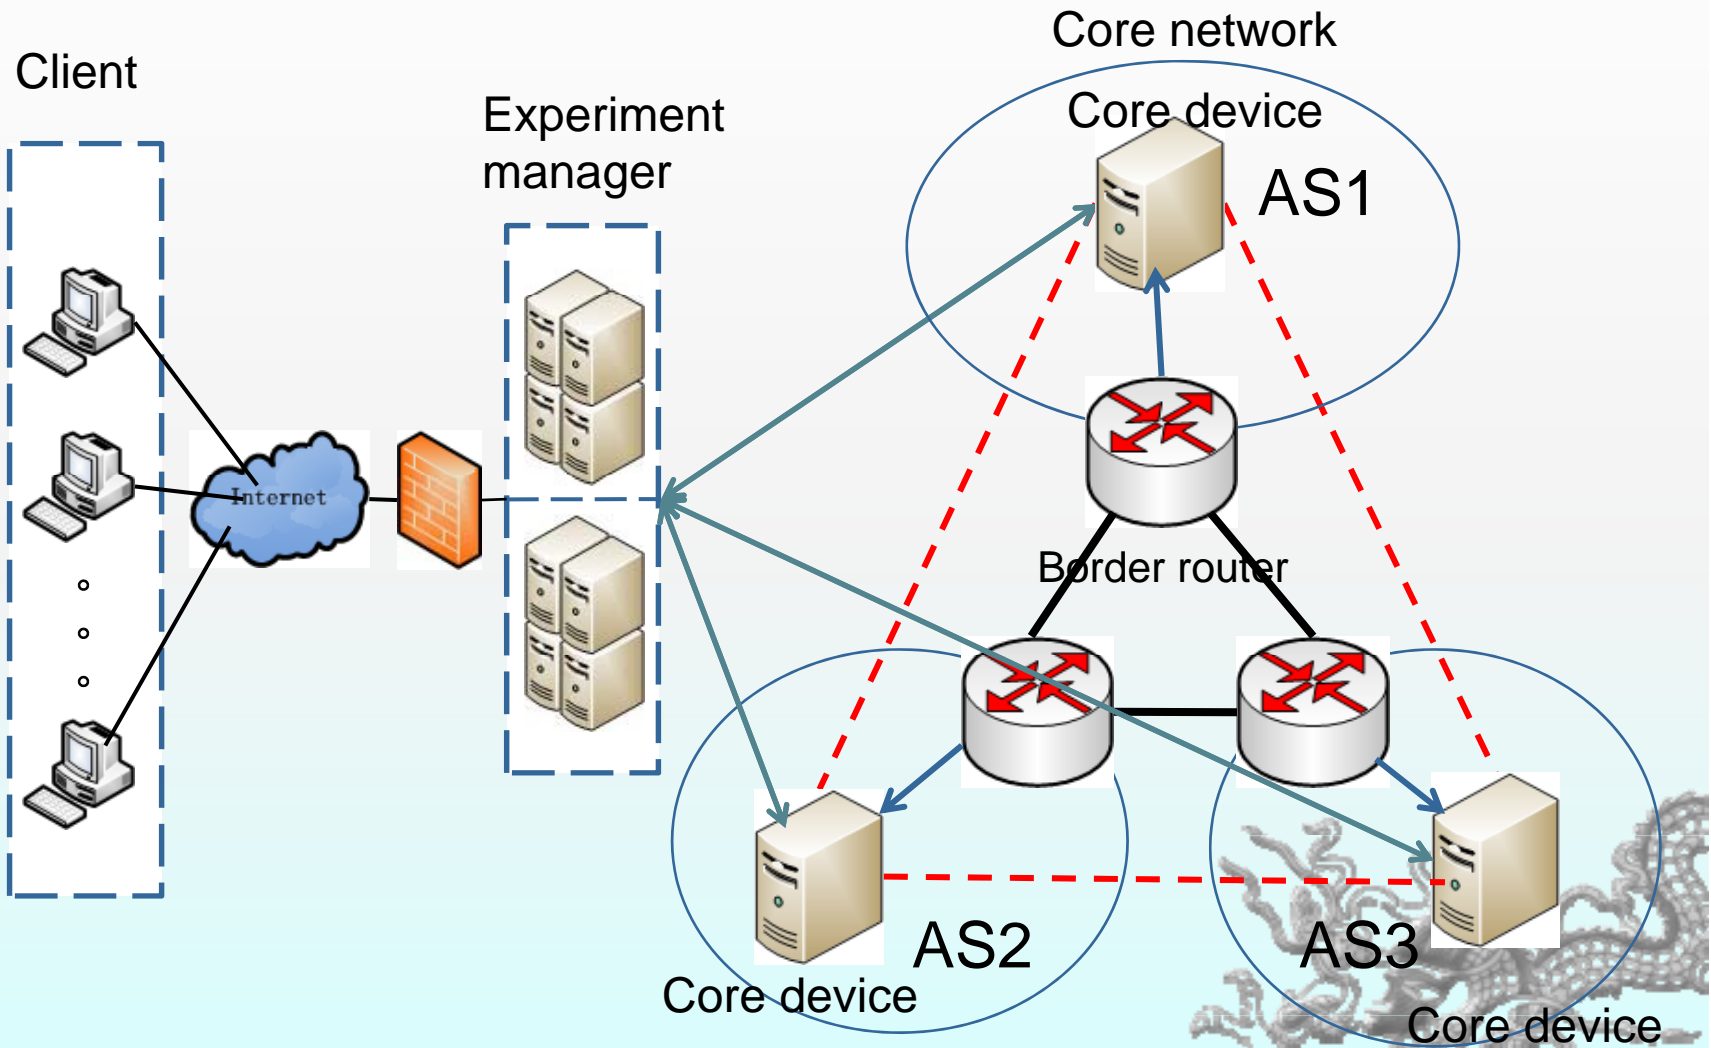 Core network
Client
Core device
Experiment
manager
AS1
Internet
Border router
AS2
AS3
Core device
Core device